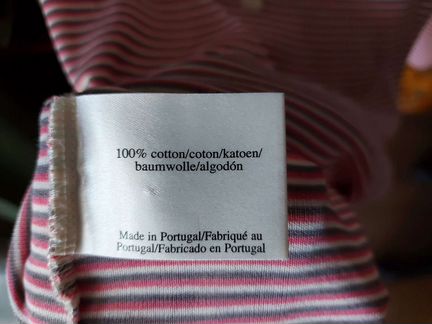 100% cotton/coton/katoen/
baumwolle/algodón
Made in Portugal/Fabriqué au
Portugal/Fabricado en Portugal